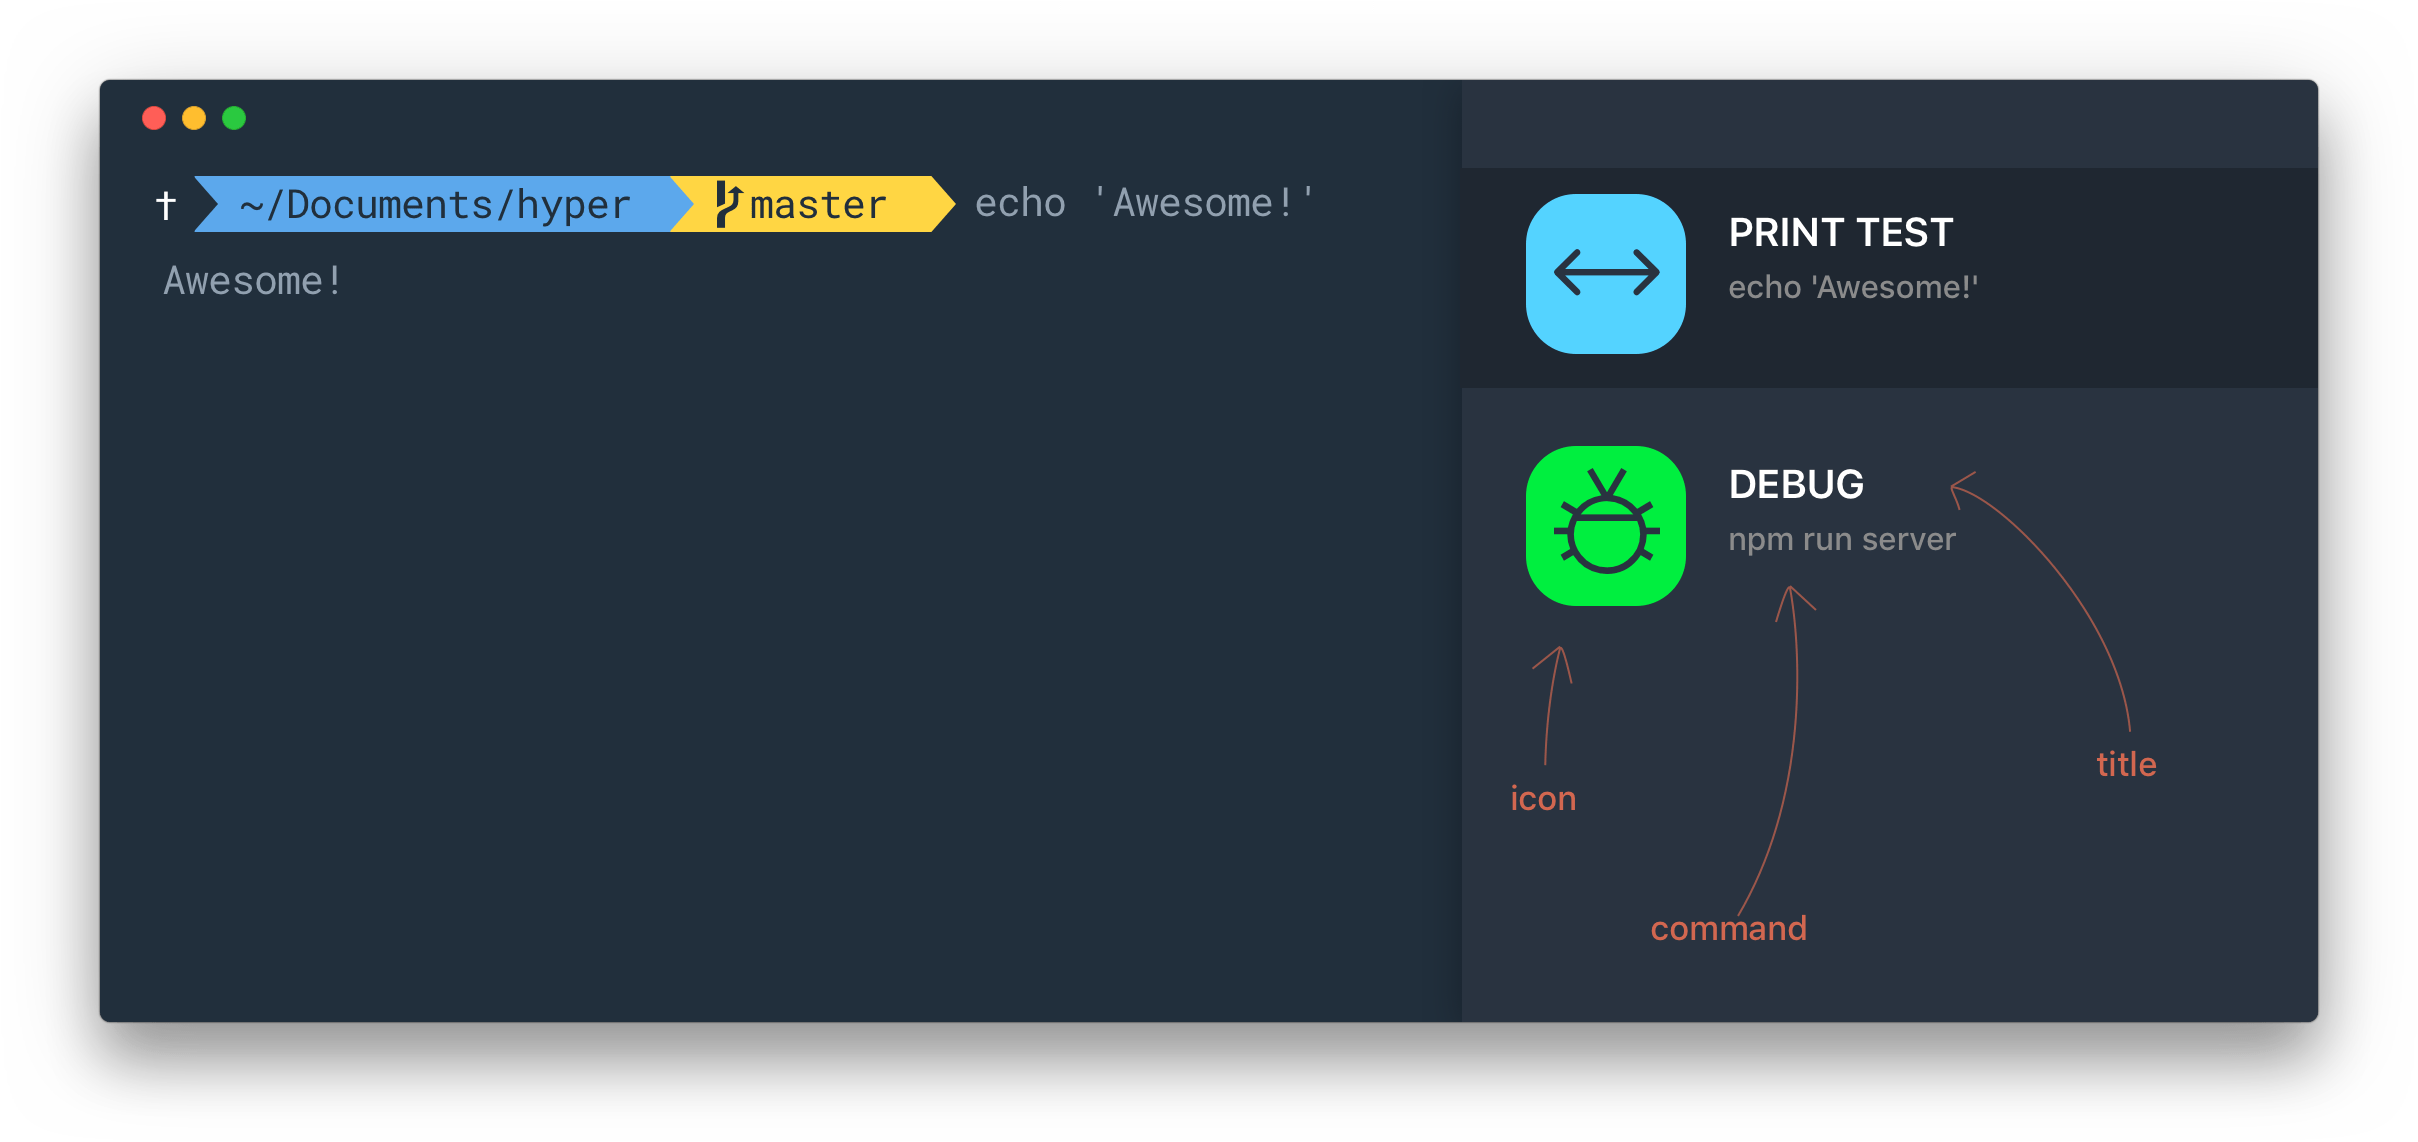 † ~/Documents/hyper master echo 'Awesome!'
Awesome!
PRINT TEST
echo 'Awesome!'
DEBUG
npm run server
title
icon
command